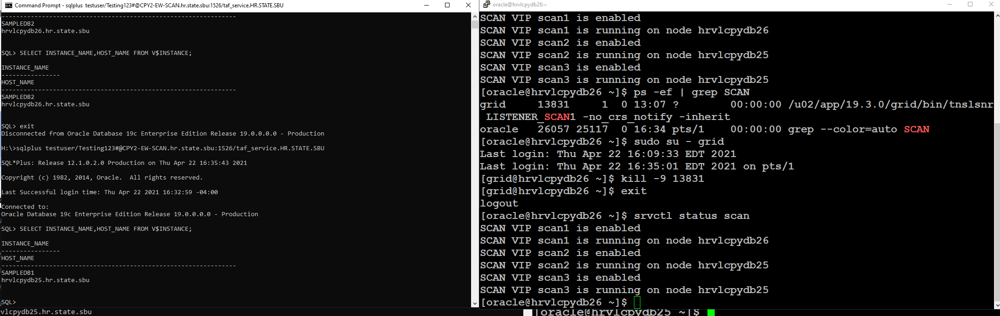 Command Prompt - sqlplus testuser/Testing123#@CPY2-EW-SCAN.hr.state.sbu:1526/taf_service.HR.STATE.SBU
----------------------------------------------------------------
SAMPLEDB2
hrvlcpydb26.hr.state.sbu
SQL> SELECT INSTANCE_NAME,HOST_NAME FROM V$INSTANCE;
INSTANCE_NAME
----------------
HOST_NAME
----------------------------------------------------------------
SAMPLEDB2
hrvlcpydb26.hr.state.sbu
SQL> exit
Disconnected from Oracle Database 19c Enterprise Edition Release 19.0.0.0.0 - Production
H:\>sqlplus testuser/Testing123#@CPY2-EW-SCAN.hr.state.sbu:1526/taf_service.HR.STATE.SBU
SQL*Plus: Release 12.1.0.2.0 Production on Thu Apr 22 16:35:43 2021
Copyright (c) 1982, 2014, Oracle.  All rights reserved.
Last Successful login time: Thu Apr 22 2021 16:32:59 -04:00
Connected to:
Oracle Database 19c Enterprise Edition Release 19.0.0.0.0 - Production
SQL> SELECT INSTANCE_NAME,HOST_NAME FROM V$INSTANCE;
INSTANCE_NAME
----------------
HOST_NAME
----------------------------------------------------------------
SAMPLEDB1
hrvlcpydb25.hr.state.sbu
SQL>
vlcpydb25.hr.state.sbu
oracle@hrvlcpydb26:~
SCAN VIP scan1 is enabled
SCAN VIP scan1 is running on node hrvlcpydb26
SCAN VIP scan2 is enabled
SCAN VIP scan2 is running on node hrvlcpydb25
SCAN VIP scan3 is enabled
SCAN VIP scan3 is running on node hrvlcpydb25
[oracle@hrvlcpydb26 ~]$ ps -ef | grep SCAN
grid     13831     1  0 13:07 ?        00:00:00 /u02/app/19.3.0/grid/bin/tnslsnr
LISTENER_SCAN1 -no_crs_notify -inherit
oracle   26057 25117  0 16:34 pts/1    00:00:00 grep --color=auto SCAN
[oracle@hrvlcpydb26 ~]$ sudo su - grid
Last login: Thu Apr 22 16:09:33 EDT 2021
Last login: Thu Apr 22 16:35:01 EDT 2021 on pts/1
[grid@hrvlcpydb26 ~]$ kill -9 13831
[grid@hrvlcpydb26 ~]$ exit
logout
[oracle@hrvlcpydb26 ~]$ srvctl status scan
SCAN VIP scan1 is enabled
SCAN VIP scan1 is running on node hrvlcpydb26
SCAN VIP scan2 is enabled
SCAN VIP scan2 is running on node hrvlcpydb25
SCAN VIP scan3 is enabled
SCAN VIP scan3 is running on node hrvlcpydb25
[oracle@hrvlcpydb26 ~]$
[oracle@hrvlcpydb25 ~]$